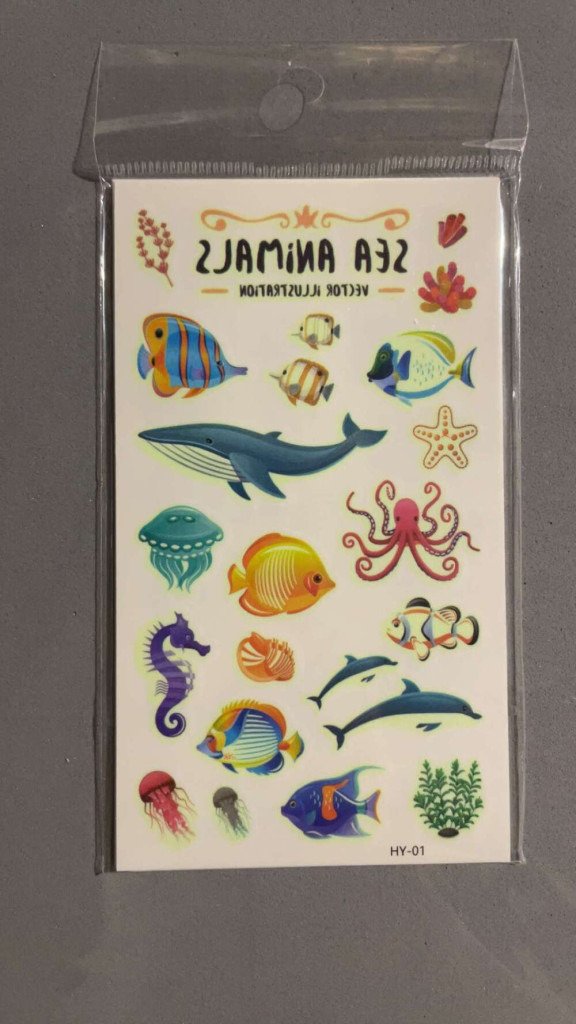 SEA ANiMALS
VECTOR iLLUSTRATiON
HY-01